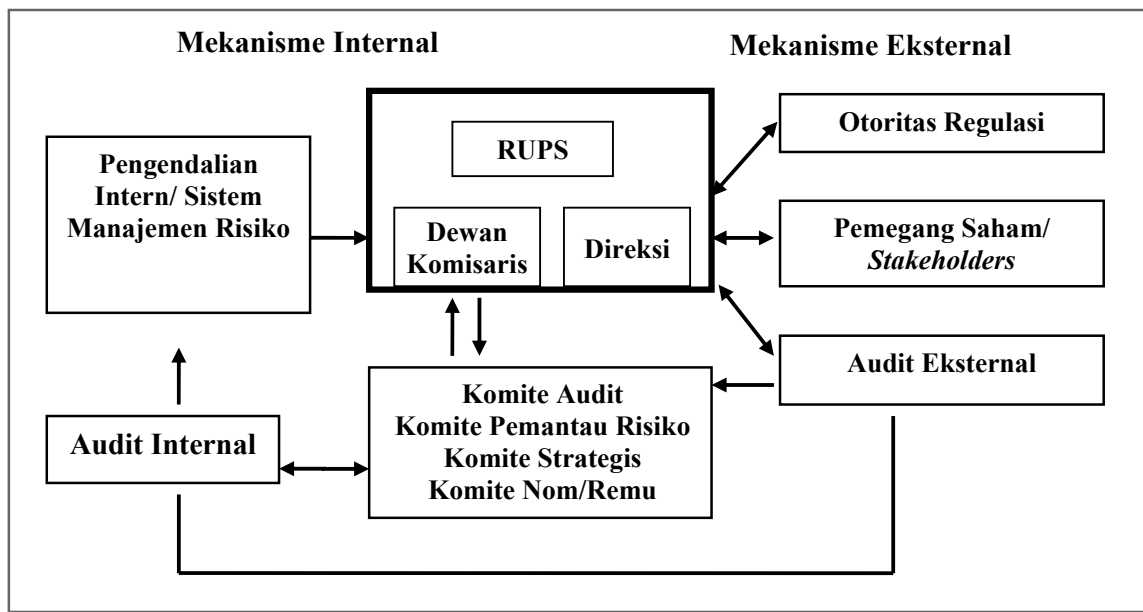 Mekanisme Internal
Mekanisme Eksternal
Pengendalian
Intern/ Sistem
Manajemen Risiko
RUPS
Dewan
Komisaris
Direksi
Otoritas Regulasi
Pemegang Saham/
Stakeholders
Audit Eksternal
Komite Audit
Komite Pemantau Risiko
Komite Strategis
Komite Nom/Remu
Audit Internal